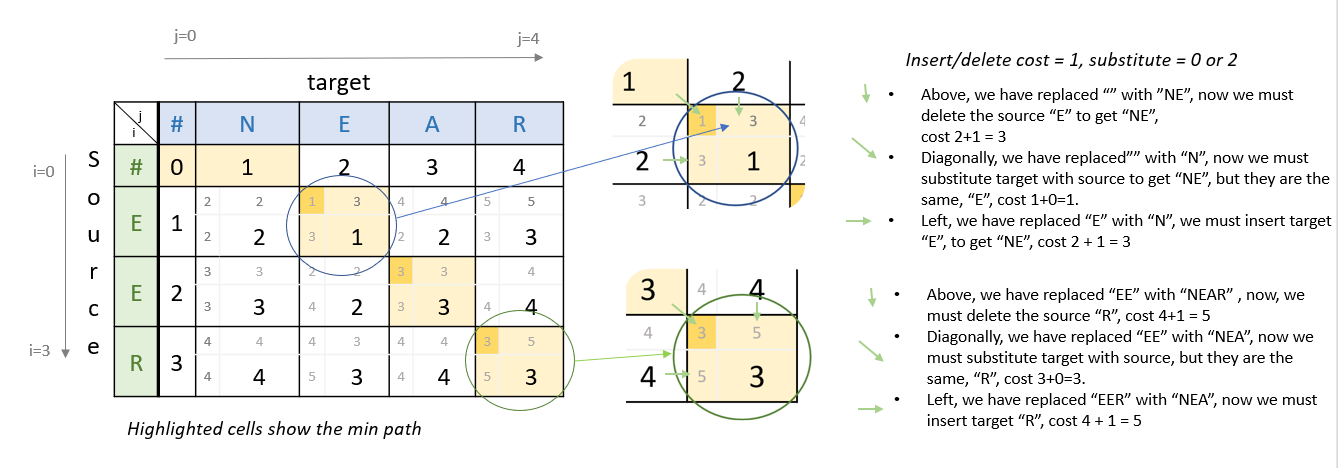 j=0
j=4
target
j
i
# N E A R
i=0
Source
# 0 1 2 3 4
2 2 1 3 4 4 5 5
E 1
2 2 3 1 2 2 3 3
3 3 2 2 3 3 4
E 2
3 3 4 2 4 3 4 4
4 4 4 3 4 4 3 5
i=3
R 3
4 4 5 3 4 4 5 3
Highlighted cells show the min path
1 2
2 1 3 4
2 3 1 2
3 2 2
3 4 4
4 3 5
4 5 3
Insert/delete cost = 1, substitute = 0 or 2
• Above, we have replaced “” with ”NE”, now we must
delete the source “E” to get “NE”,
cost 2+1 = 3
• Diagonally, we have replaced”” with “N”, now we must
substitute target with source to get “NE”, but they are the
same, “E”, cost 1+0=1.
• Left, we have replaced “E” with “N”, we must insert target
“E”, to get “NE”, cost 2 + 1 = 3
• Above, we have replaced “EE” with “NEAR” , now, we
must delete the source “R”, cost 4+1 = 5
• Diagonally, we have replaced “EE” with “NEA”, now we
must substitute target with source, but they are the
same, “R”, cost 3+0=3.
• Left, we have replaced “EER” with “NEA”, now we must
insert target “R”, cost 4 + 1 = 5